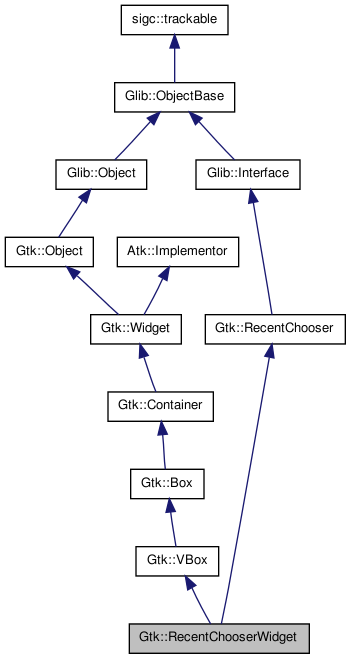 sigc::trackable
Glib::ObjectBase
Glib::Object
Glib::Interface
Gtk::Object
Atk::Implementor
Gtk::Widget
Gtk::RecentChooser
Gtk::Container
Gtk::Box
Gtk::VBox
Gtk::RecentChooserWidget